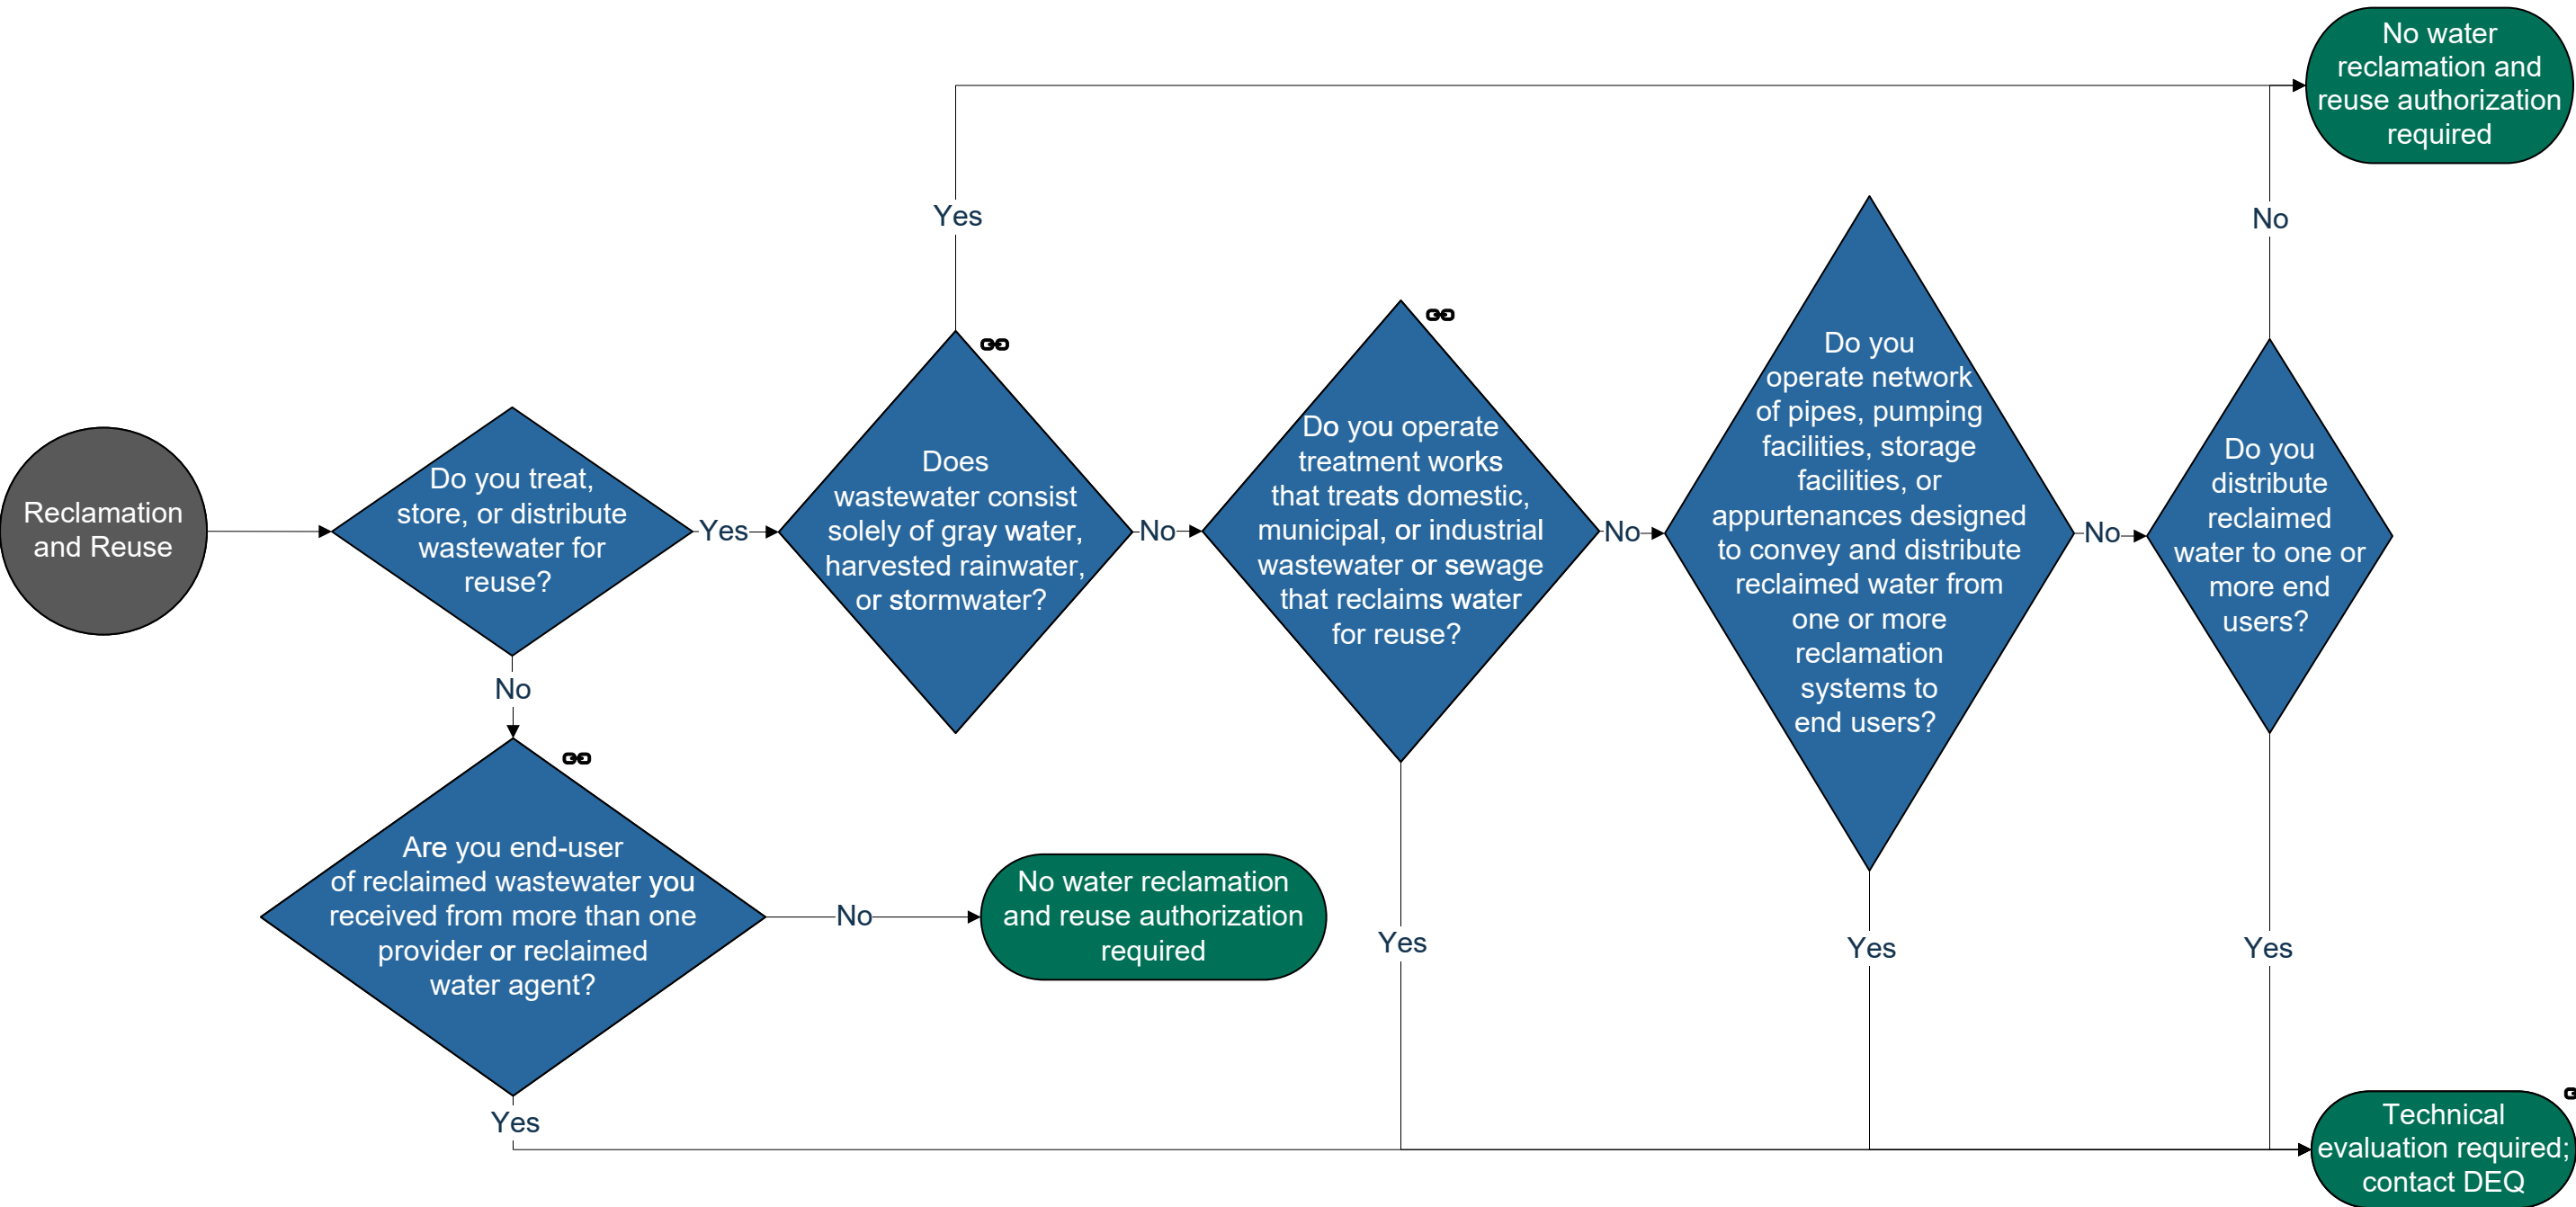 No water
reclamation and
reuse authorization
required
Yes
No
Reclamation
and Reuse
Do you treat,
store, or distribute
wastewater for
reuse?
Yes
Does
wastewater consist
solely of gray water,
harvested rainwater,
or stormwater?
No
Do you operate
treatment works
that treats domestic,
municipal, or industrial
wastewater or sewage
that reclaims water
for reuse?
No
Do you
operate network
of pipes, pumping
facilities, storage
facilities, or
appurtenances designed
to convey and distribute
reclaimed water from
one or more
reclamation
systems to
end users?
No
Do you
distribute
reclaimed
water to one or
more end
users?
No
Are you end-user
of reclaimed wastewater you
received from more than one
provider or reclaimed
water agent?
No
No water reclamation
and reuse authorization
required
Yes
Yes
Yes
Yes
Technical
evaluation required;
contact DEQ